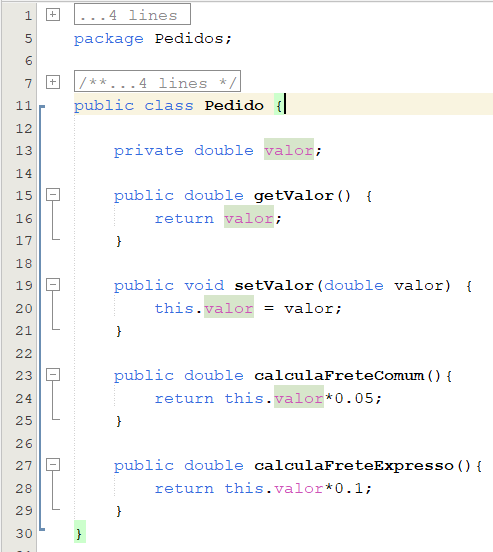 1 ...4 lines
5 package Pedidos;
6
7 /**...4 lines */
11 public class Pedido {
12
13     private double valor;
14
15     public double getValor() {
16         return valor;
17     }
18
19     public void setValor(double valor) {
20         this.valor = valor;
21     }
22
23     public double calculaFreteComum(){
24         return this.valor*0.05;
25     }
26
27     public double calculaFreteExpresso(){
28         return this.valor*0.1;
29     }
30 }